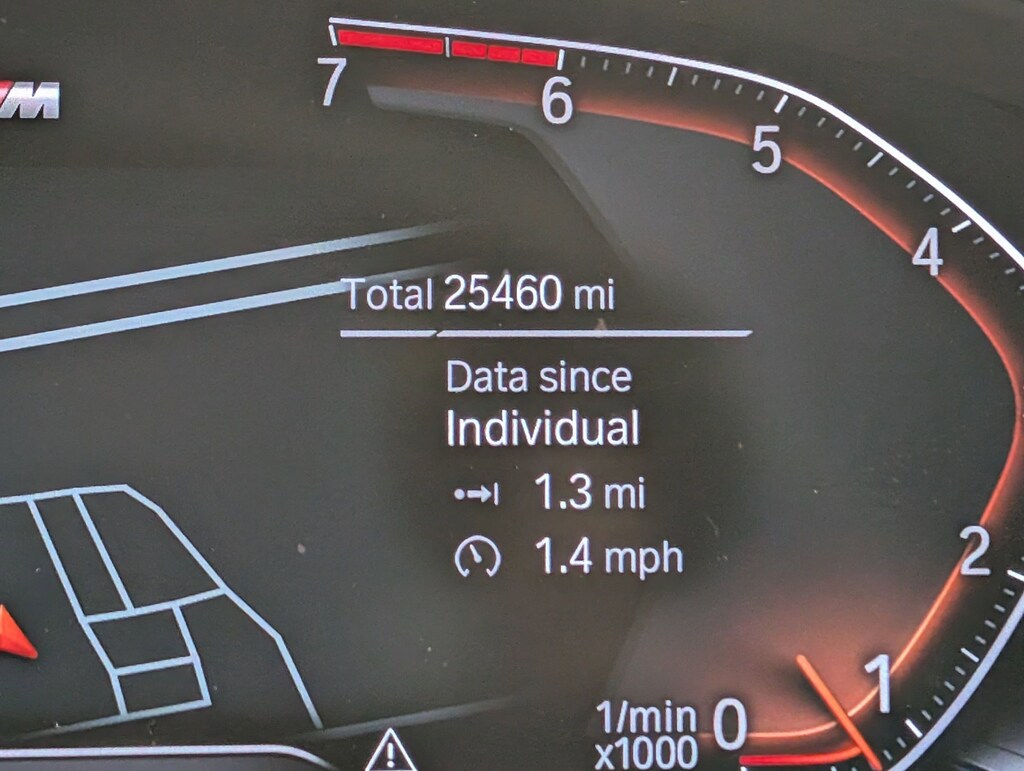 M
7
6
5
4
Total 25460 mi
Data since
Individual
1.3 mi
1.4 mph
2
1
1/min 0
x1000